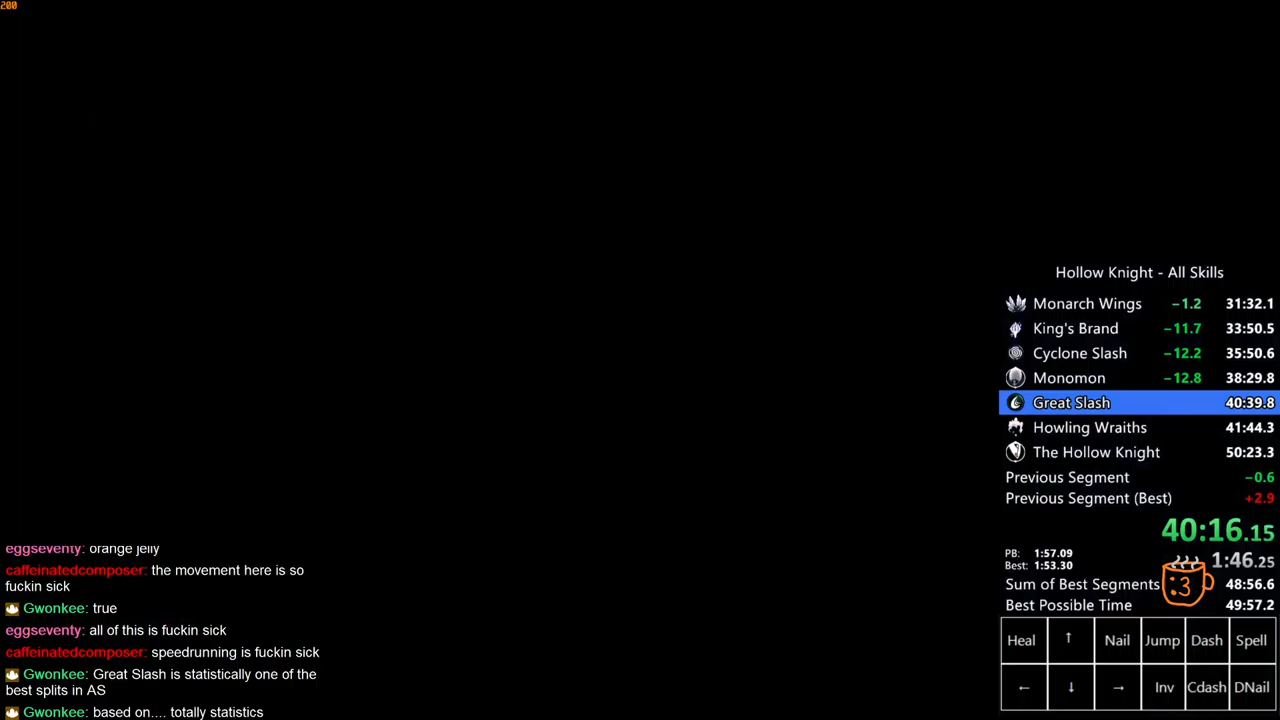 200
Hollow Knight - All Skills
Monarch Wings −1.2 31:32.1
King's Brand −11.7 33:50.5
Cyclone Slash −12.2 35:50.6
Monomon −12.8 38:29.8
Great Slash 40:39.8
Howling Wraiths 41:44.3
The Hollow Knight 50:23.3
Previous Segment −0.6
Previous Segment (Best) +2.9
40:16.15
PB: 1:57.09
Best: 1:53.30
1:46.25
Sum of Best Segments 48:56.6
Best Possible Time 49:57.2
Heal ↑ Nail Jump Dash Spell
← ↓ → Inv Cdash DNail
eggseventy: orange jelly
caffeinatedcomposer: the movement here is so
fuckin sick
Gwonkee: true
eggseventy: all of this is fuckin sick
caffeinatedcomposer: speedrunning is fuckin sick
Gwonkee: Great Slash is statistically one of the
best splits in AS
Gwonkee: based on.... totally statistics